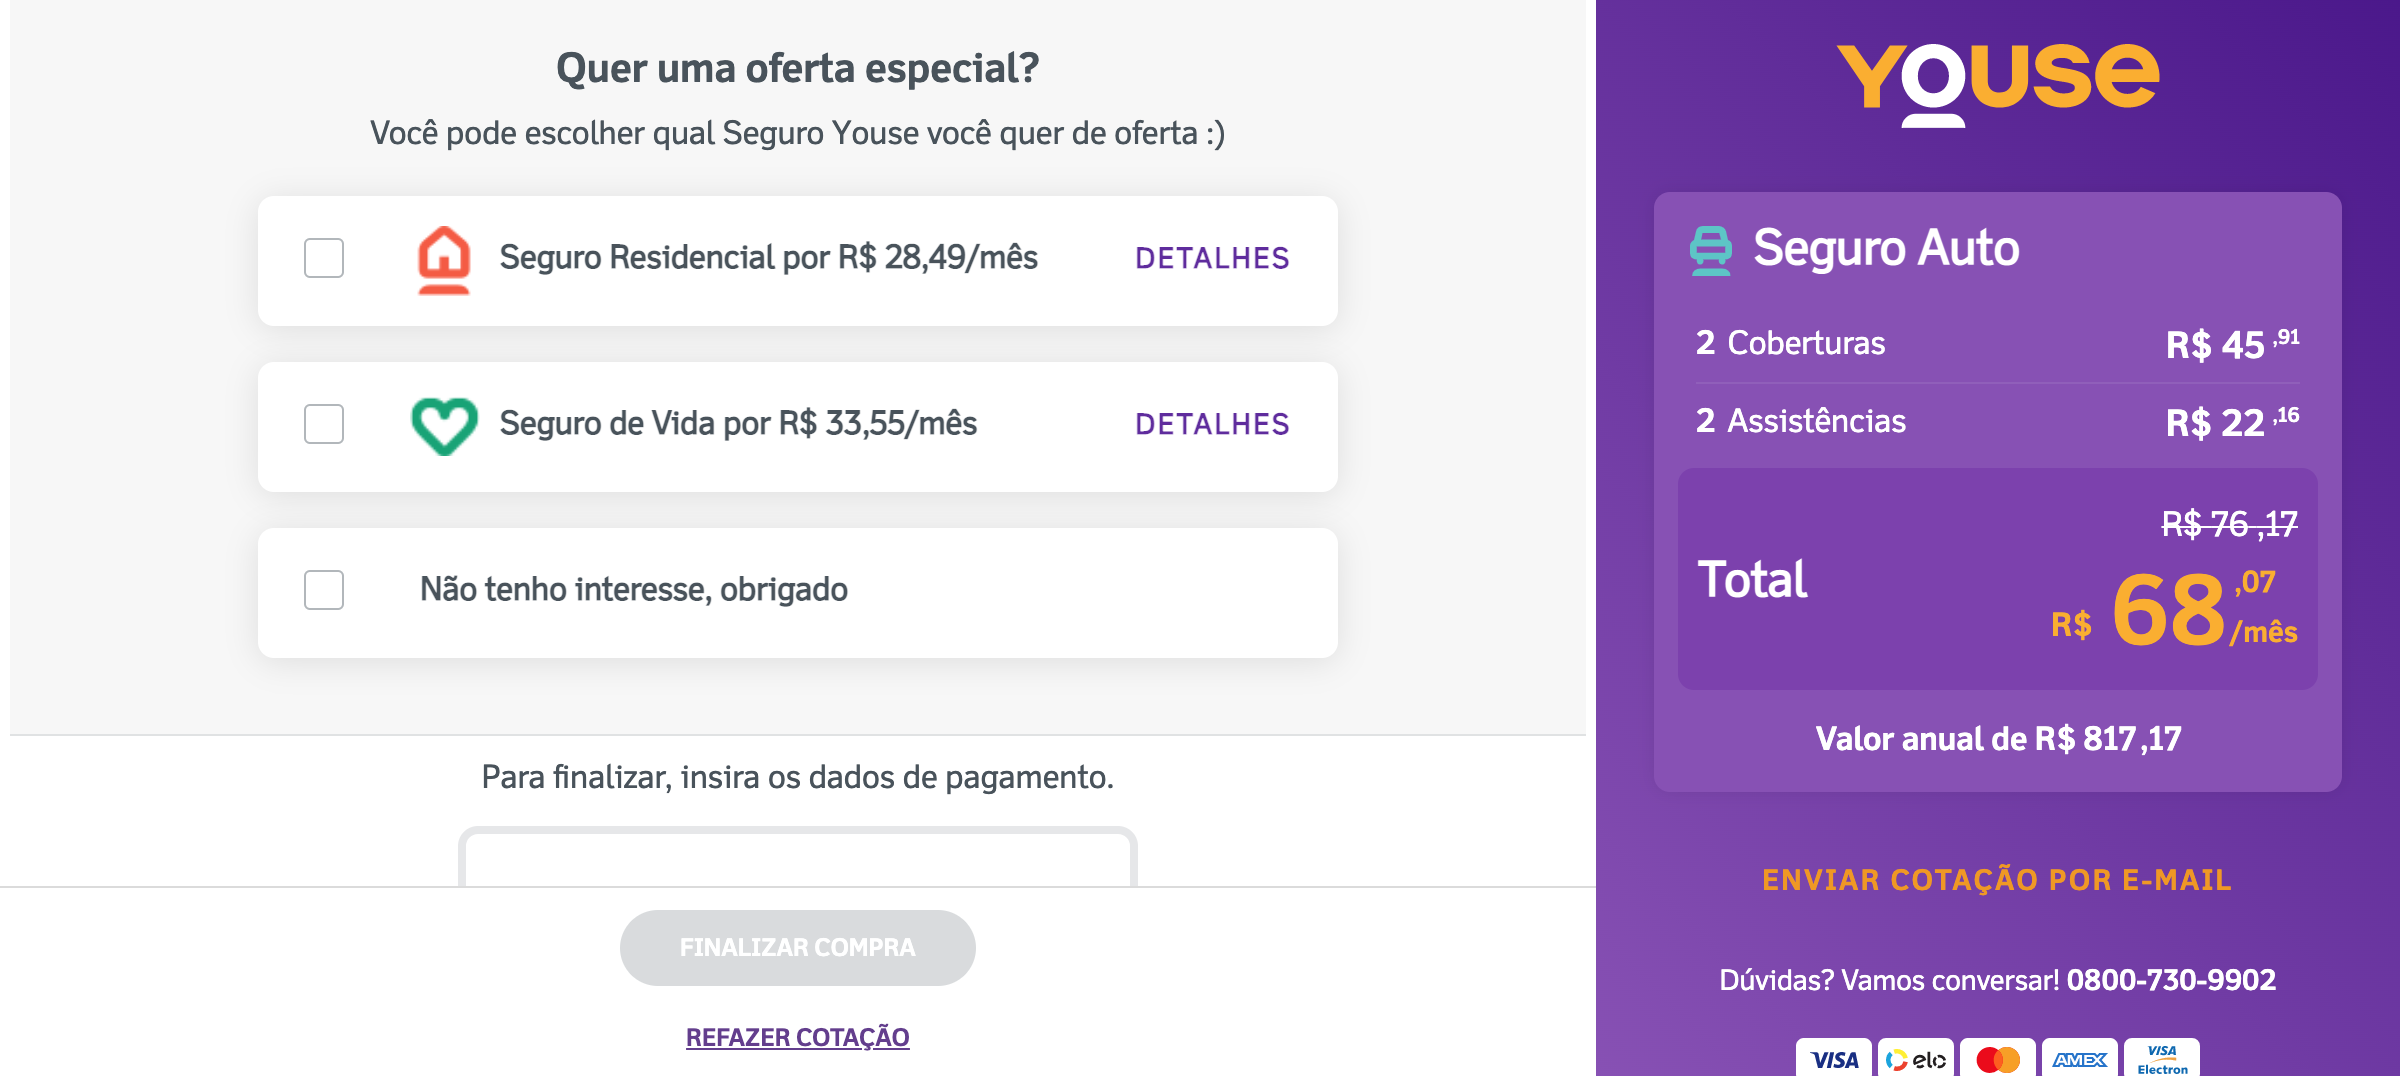 Quer uma oferta especial?
Você pode escolher qual Seguro Youse você quer de oferta :)
Seguro Residencial por R$ 28,49/mês
DETALHES
Seguro de Vida por R$ 33,55/mês
DETALHES
Não tenho interesse, obrigado
Para finalizar, insira os dados de pagamento.
FINALIZAR COMPRA
REFAZER COTAÇÃO
YOUSE
Seguro Auto
2 Coberturas R$ 45 ,91
2 Assistências R$ 22 ,16
R$ 76 ,17
Total R$ 68 ,07 /mês
Valor anual de R$ 817 ,17
ENVIAR COTAÇÃO POR E-MAIL
Dúvidas? Vamos conversar! 0800-730-9902
VISA elo AMEX VISA Electron